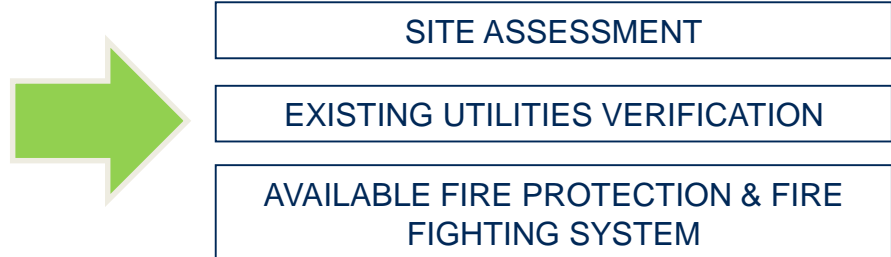 SITE ASSESSMENT
EXISTING UTILITIES VERIFICATION
AVAILABLE FIRE PROTECTION & FIRE
FIGHTING SYSTEM